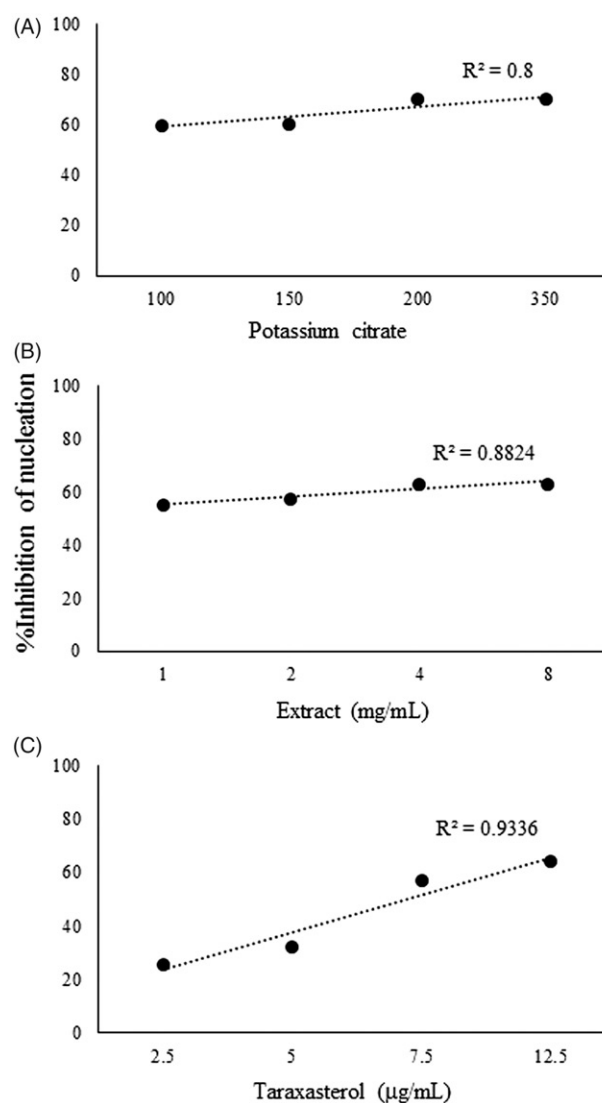 (A)
100
80
60
40
20
0
R² = 0.8
100 150 200 350
Potassium citrate
%Inhibition of nucleation
(B)
100
80
60
40
20
0
R² = 0.8824
1 2 4 8
Extract (mg/mL)
(C)
100
80
60
40
20
0
R² = 0.9336
2.5 5 7.5 12.5
Taraxasterol (µg/mL)